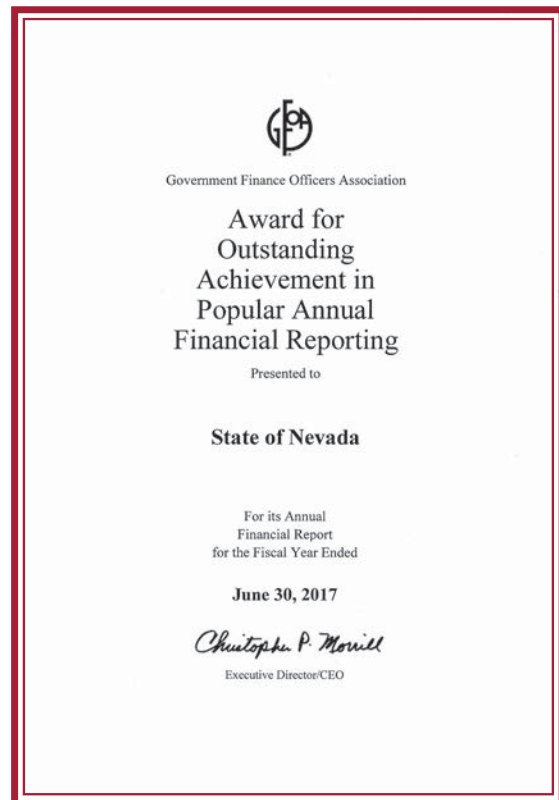 GFOA
Government Finance Officers Association
Award for
Outstanding
Achievement in
Popular Annual
Financial Reporting
Presented to
State of Nevada
For its Annual
Financial Report
for the Fiscal Year Ended
June 30, 2017
Christopher P. Morrill
Executive Director/CEO